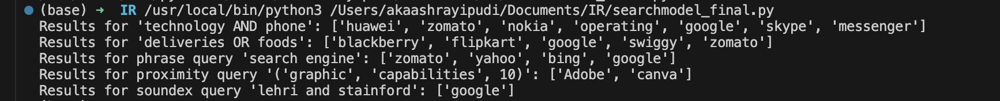 (base) ➜ IR /usr/local/bin/python3 /Users/akaashrayipudi/Documents/IR/searchmodel_final.py
Results for 'technology AND phone': ['huawei', 'zomato', 'nokia', 'operating', 'google', 'skype', 'messenger']
Results for 'deliveries OR foods': ['blackberry', 'flipkart', 'google', 'swiggy', 'zomato']
Results for phrase query 'search engine': ['zomato', 'yahoo', 'bing', 'google']
Results for proximity query '('graphic', 'capabilities', 10)': ['Adobe', 'canva']
Results for soundex query 'lehri and stainford': ['google']